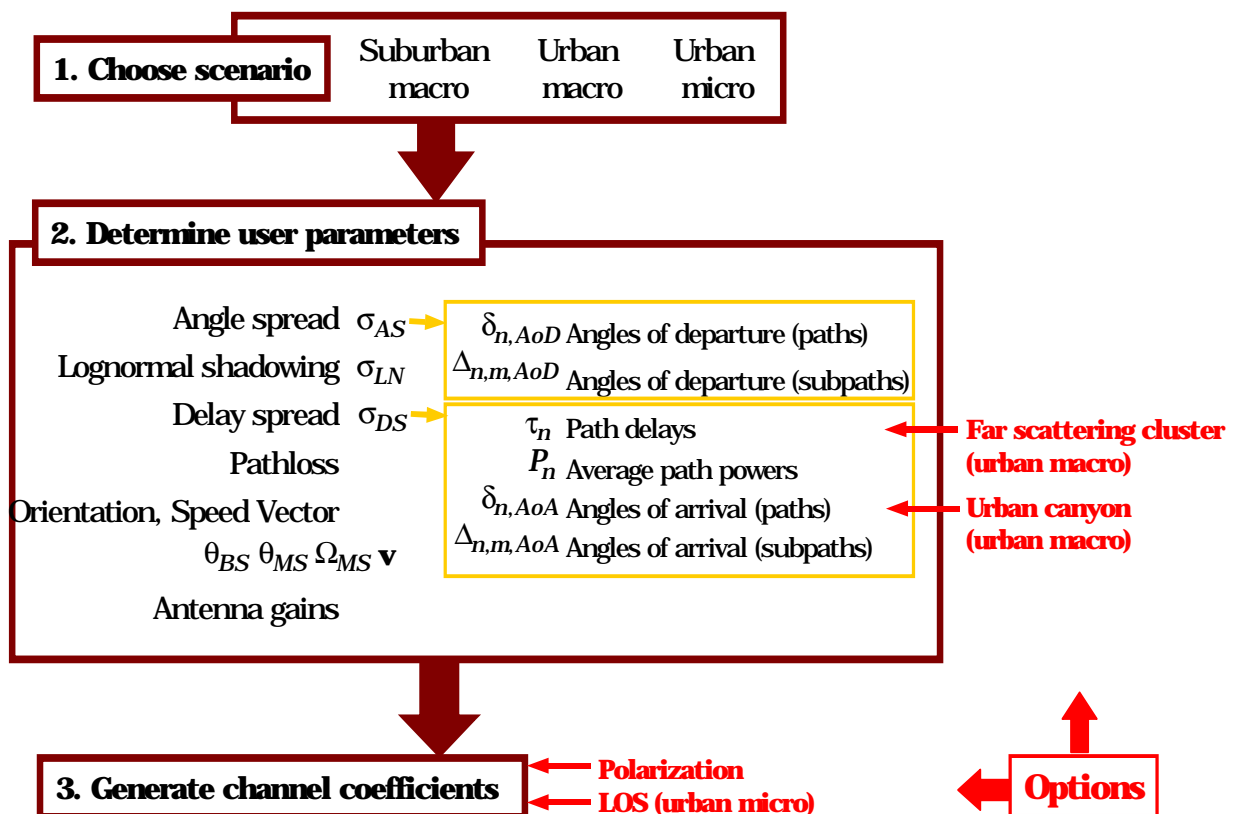 1. Choose scenario
Suburban macro
Urban macro
Urban micro
2. Determine user parameters
Angle spread σAS
Lognormal shadowing σLN
Delay spread σDS
Pathloss
Orientation, Speed Vector
θBS θMS ΩMS v
Antenna gains
δn,AoD Angles of departure (paths)
Δn,m,AoD Angles of departure (subpaths)
τn Path delays
Pn Average path powers
δn,AoA Angles of arrival (paths)
Δn,m,AoA Angles of arrival (subpaths)
Far scattering cluster
(urban macro)
Urban canyon
(urban macro)
3. Generate channel coefficients
Polarization
LOS (urban micro)
Options